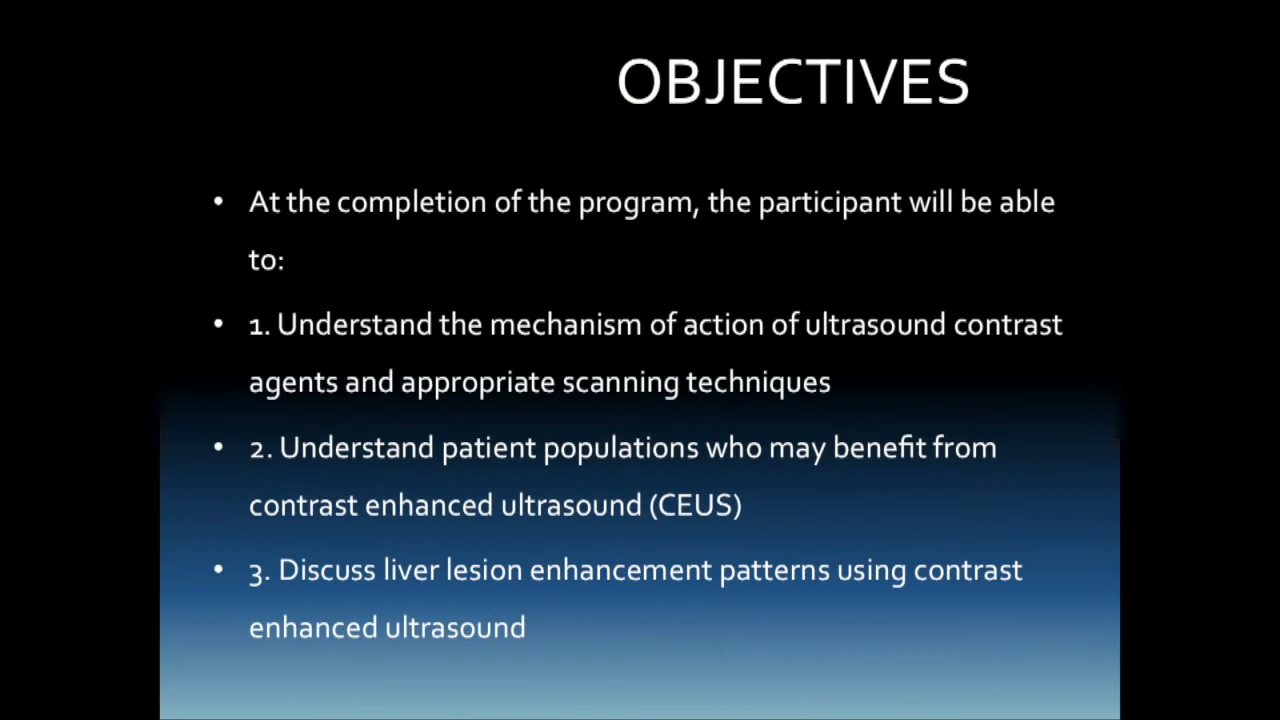 OBJECTIVES
• At the completion of the program, the participant will be able
to:
• 1. Understand the mechanism of action of ultrasound contrast
agents and appropriate scanning techniques
• 2. Understand patient populations who may benefit from
contrast enhanced ultrasound (CEUS)
• 3. Discuss liver lesion enhancement patterns using contrast
enhanced ultrasound